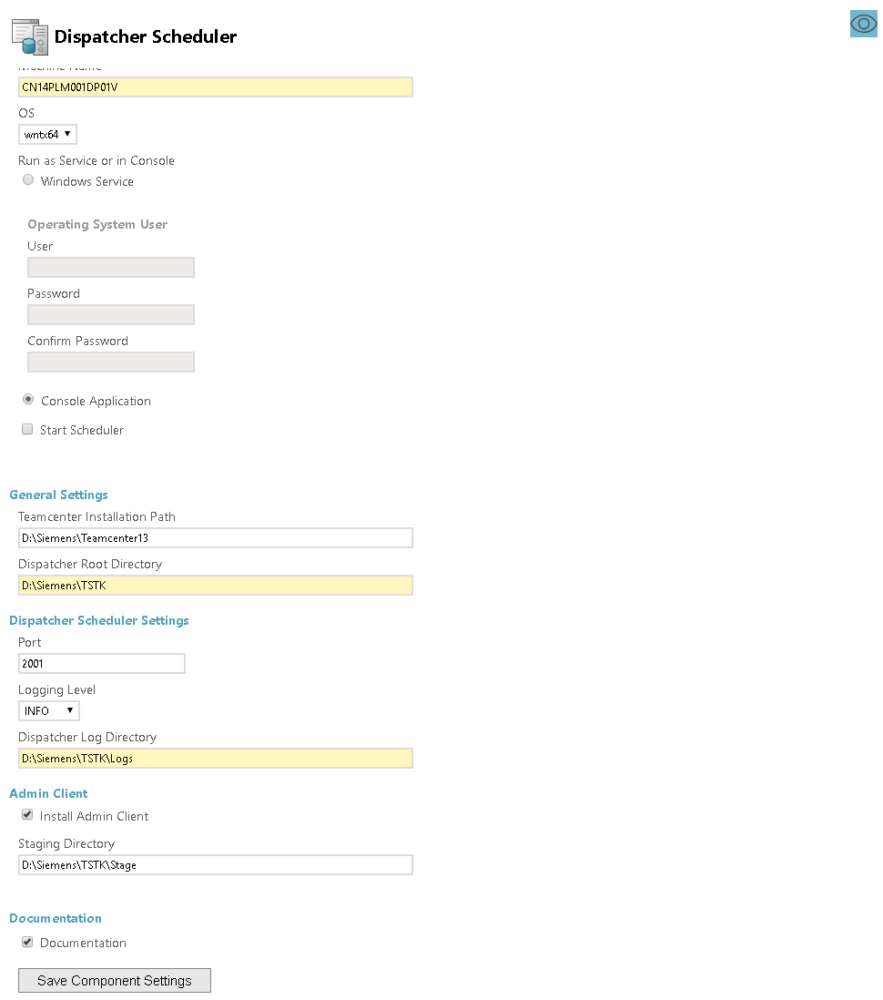 Dispatcher Scheduler
Machine Name
CN14PLM001DP01V
OS
wntx64
Run as Service or in Console
Windows Service
Operating System User
User
Password
Confirm Password
Console Application
Start Scheduler
General Settings
Teamcenter Installation Path
D:\Siemens\Teamcenter13
Dispatcher Root Directory
D:\Siemens\TSTK
Dispatcher Scheduler Settings
Port
2001
Logging Level
INFO
Dispatcher Log Directory
D:\Siemens\TSTK\Logs
Admin Client
Install Admin Client
Staging Directory
D:\Siemens\TSTK\Stage
Documentation
Documentation
Save Component Settings